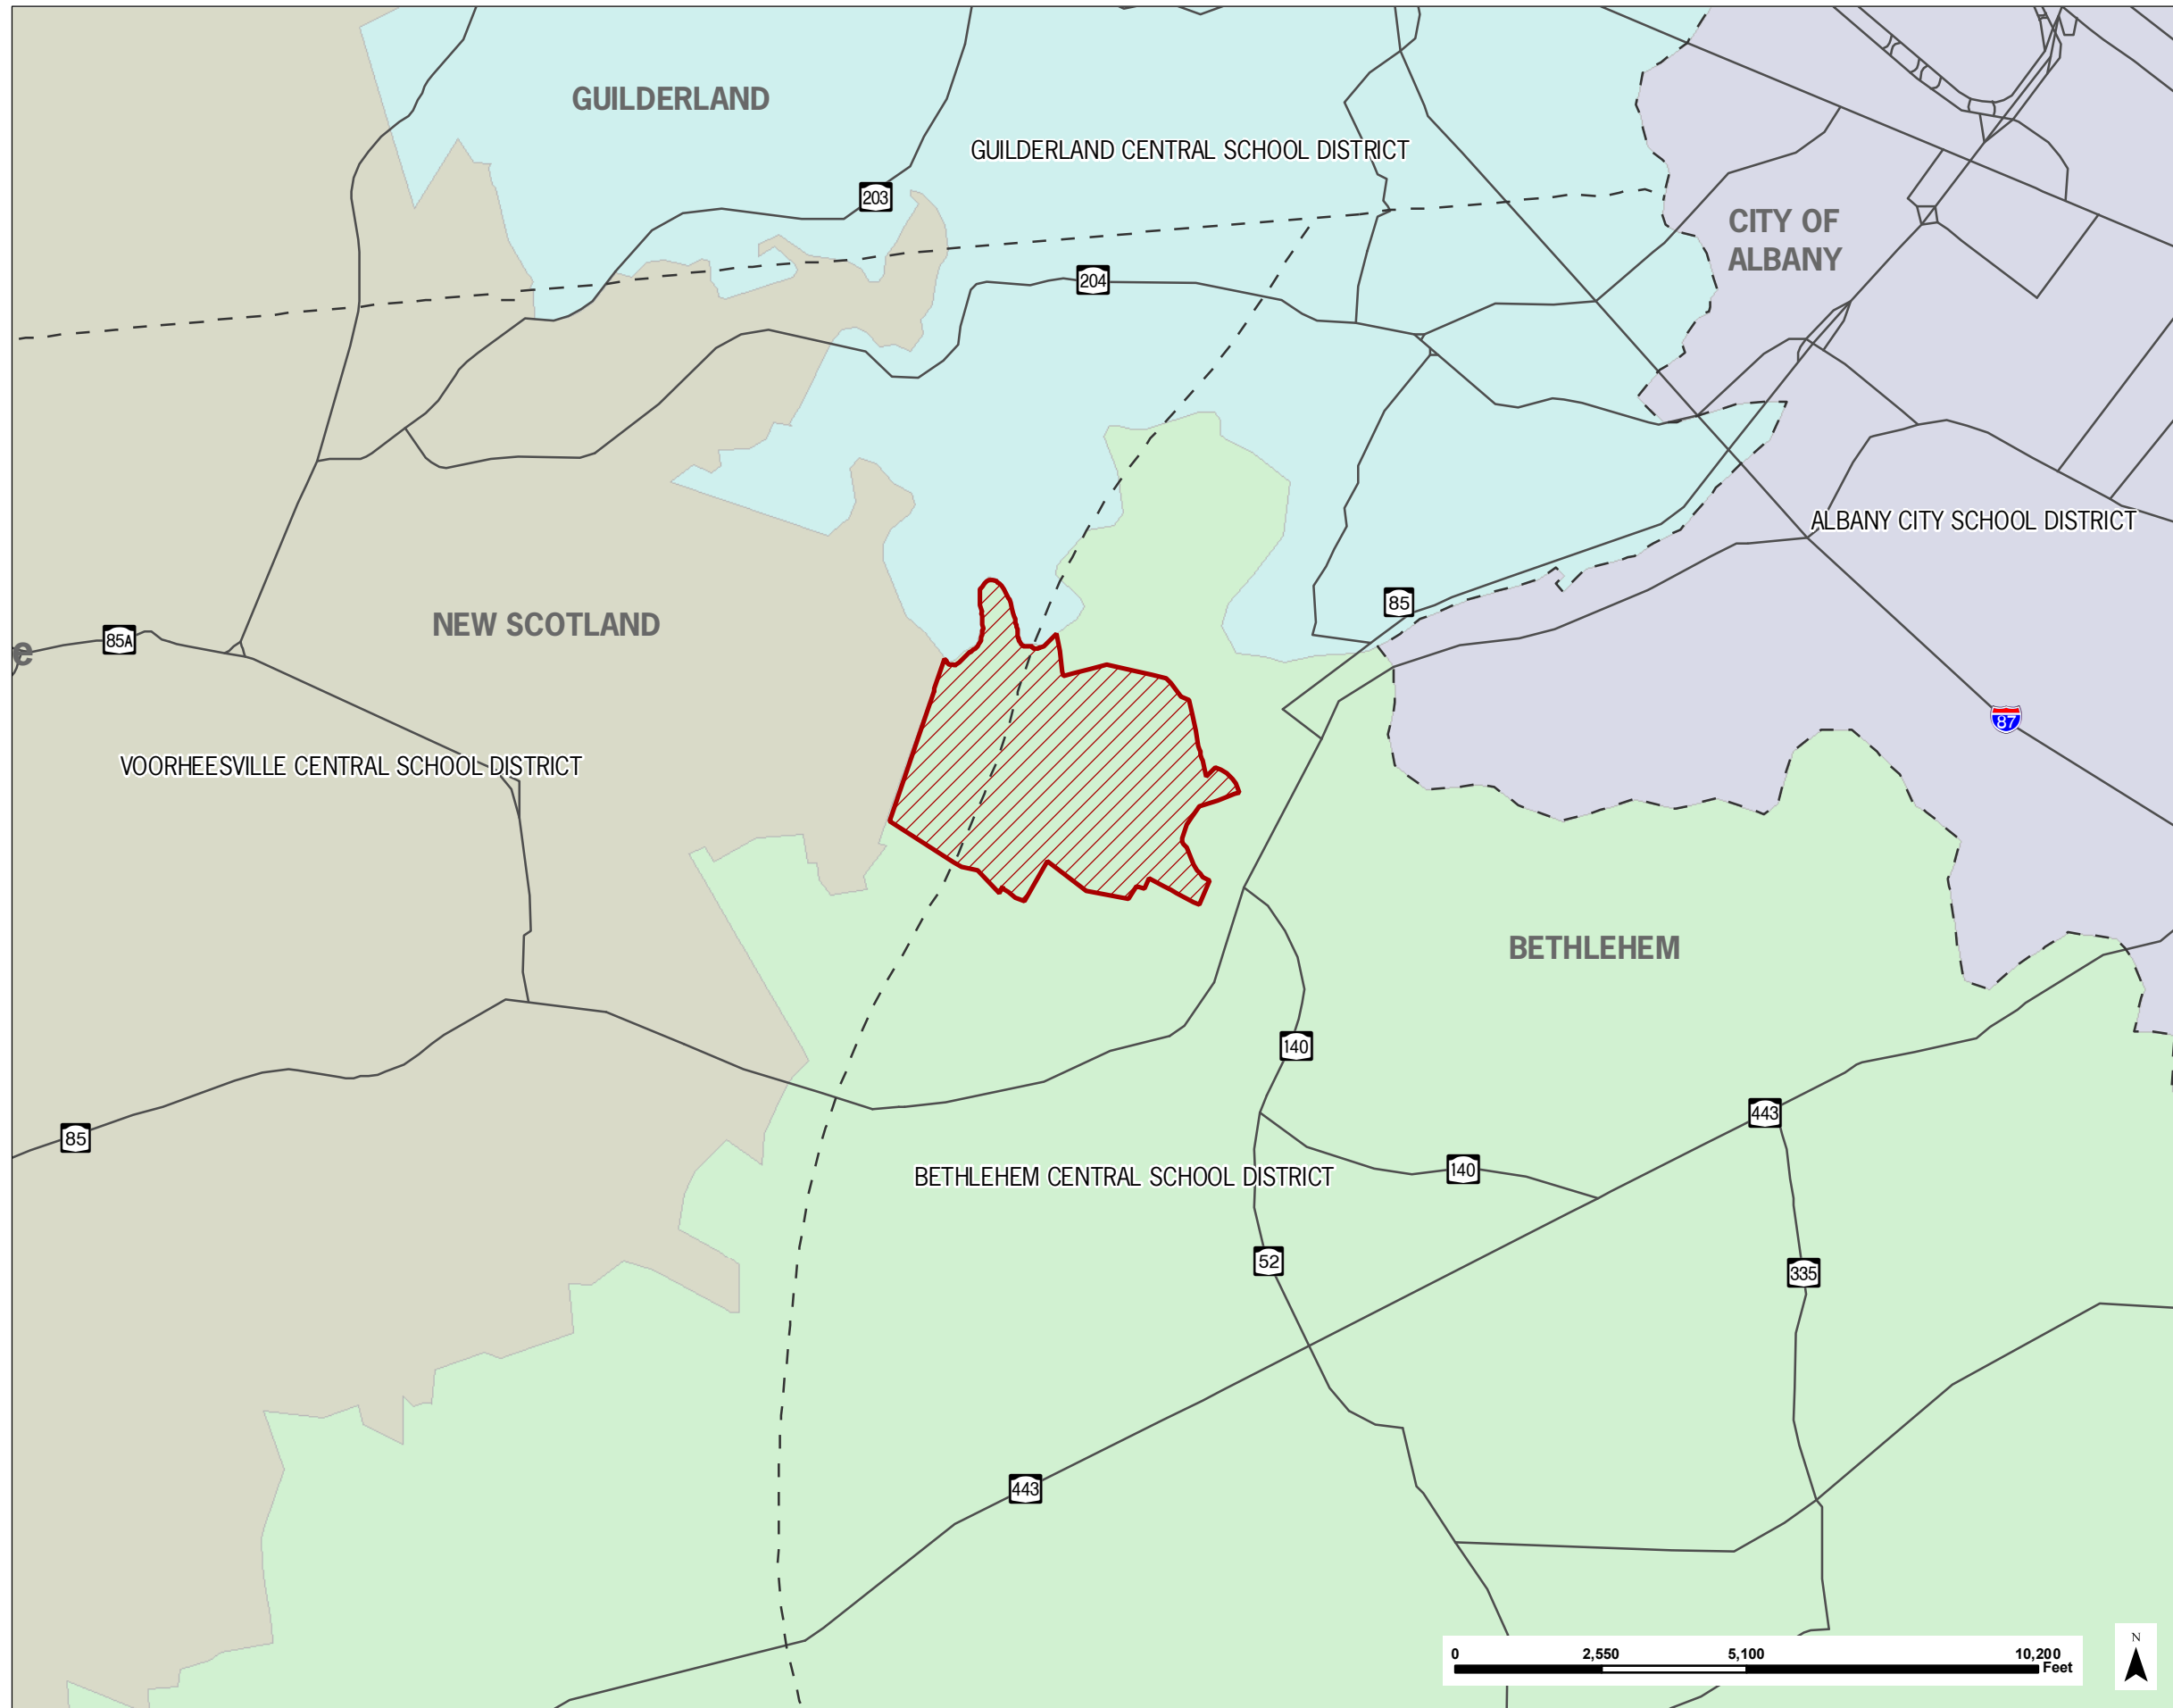 GUILDERLAND
GUILDERLAND CENTRAL SCHOOL DISTRICT
203
CITY OF
ALBANY
204
ALBANY CITY SCHOOL DISTRICT
85
NEW SCOTLAND
85A
e
87
VOORHEESVILLE CENTRAL SCHOOL DISTRICT
BETHLEHEM
140
443
85
BETHLEHEM CENTRAL SCHOOL DISTRICT
140
52
335
443
0 2,550 5,100 10,200
Feet
N